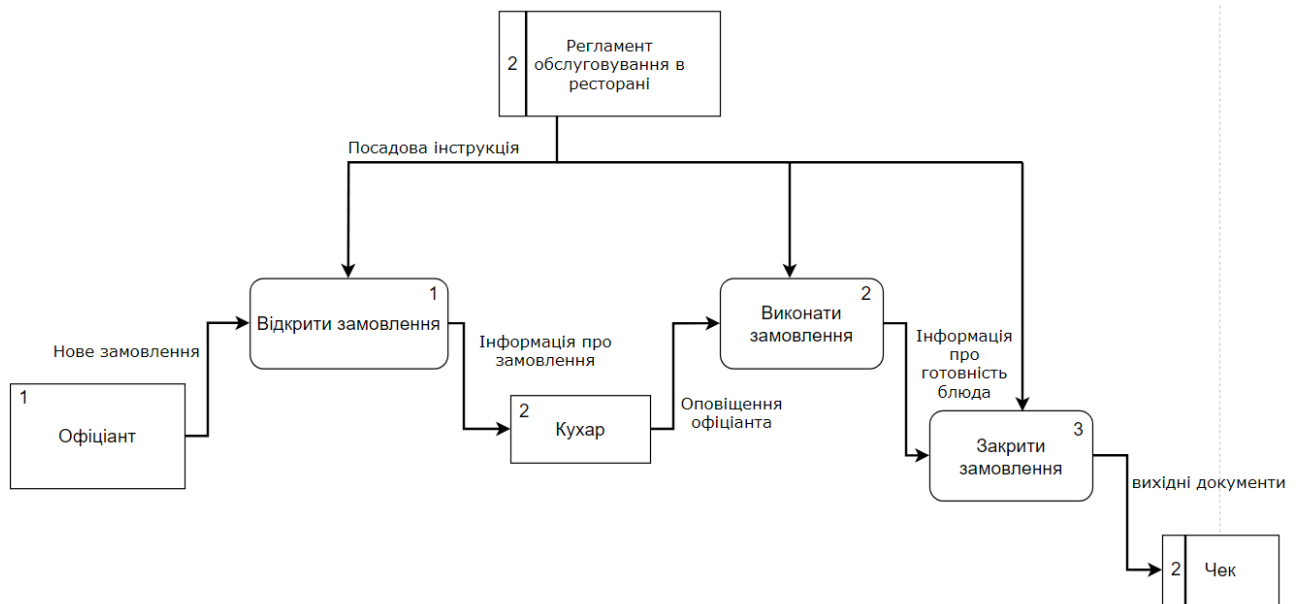 2
Регламент
обслуговування в
ресторані
Посадова інструкція
1
Відкрити замовлення
Нове замовлення
1
Офіціант
Інформація про
замовлення
2
Кухар
Оповіщення
офіціанта
2
Виконати
замовлення
Інформація
про
готовність
блюда
3
Закрити
замовлення
вихідні документи
2
Чек